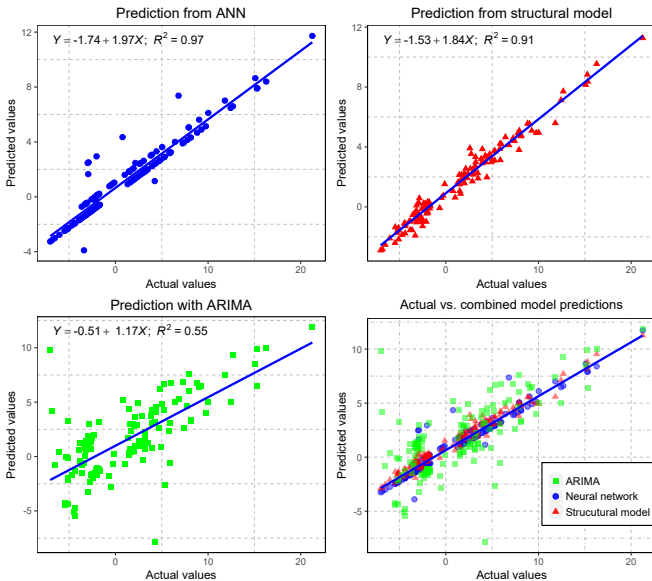 Prediction from ANN
Y=-1.74+1.97X; R² = 0.97
12
8
4
0
-4
Predicted values
0
10
20
Actual values
Prediction from structural model
Y=-1.53+1.84X; R² = 0.91
12
8
4
0
Predicted values
0
10
20
Actual values
Prediction with ARIMA
Y=-0.51+ 1.17X; R² = 0.55
10
5
0
-5
Predicted values
0
10
20
Actual values
Actual vs. combined model predictions
10
5
0
-5
Predicted values
0
10
20
Actual values
ARIMA
Neural network
Strucutural model